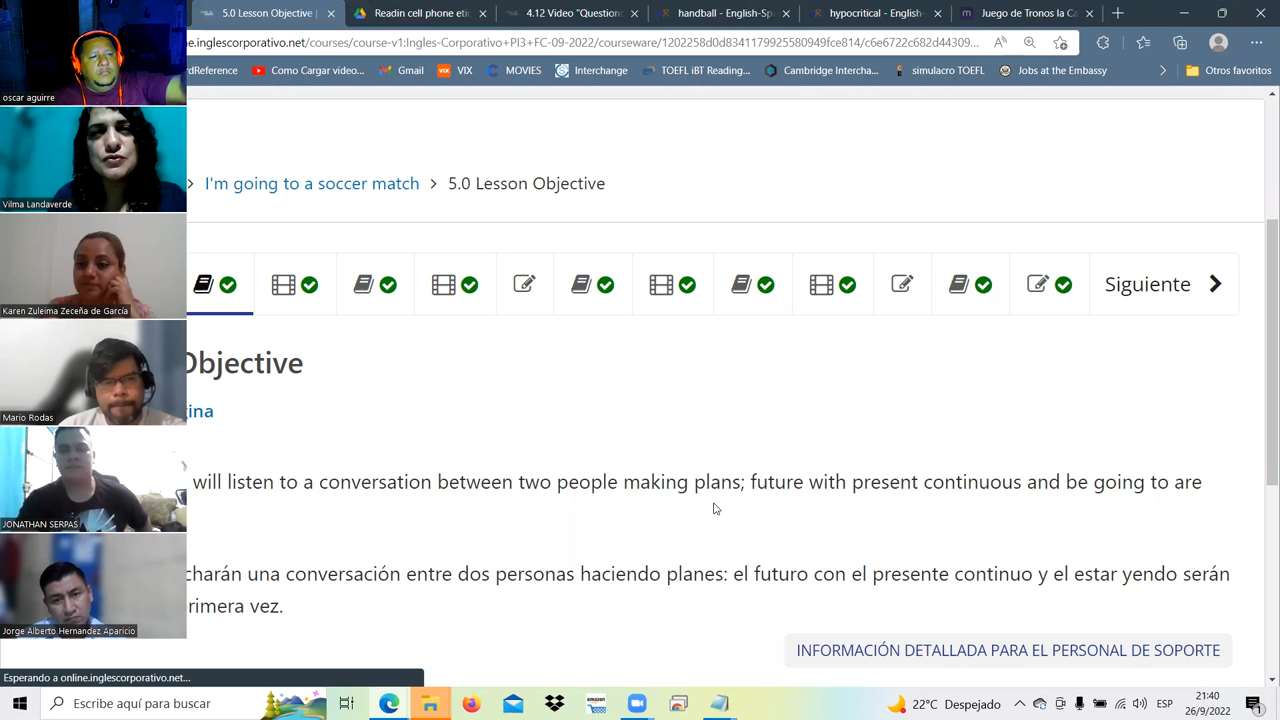 5.0 Lesson Objective
Readin cell phone eti
4.12 Video "Question
handball - English-Sp
hypocritical - English-
Juego de Tronos la Ce
ne.inglescorporativo.net/courses/course-v1:Ingles-Corporativo+PI3+FC-09-2022/courseware/1202258d0d8341179925580949fce814/c6e6722c682d44309...
rdReference
Como Cargar video...
Gmail
VIX
MOVIES
Interchange
TOEFL iBT Reading...
Cambridge Intercha...
simulacro TOEFL
Jobs at the Embassy
Otros favoritos
oscar aguirre
Vilma Landaverde
Karen Zuleima Zeceña de García
Mario Rodas
JONATHAN SERPAS
Jorge Alberto Hernandez Aparicio
I'm going to a soccer match > 5.0 Lesson Objective
Siguiente
Objective
ina
will listen to a conversation between two people making plans; future with present continuous and be going to are
charán una conversación entre dos personas haciendo planes: el futuro con el presente continuo y el estar yendo serán
rimera vez.
INFORMACIÓN DETALLADA PARA EL PERSONAL DE SOPORTE
Esperando a online.inglescorporativo.net...
Escribe aquí para buscar
amazon
22°C Despejado
ESP
21:40
26/9/2022
1